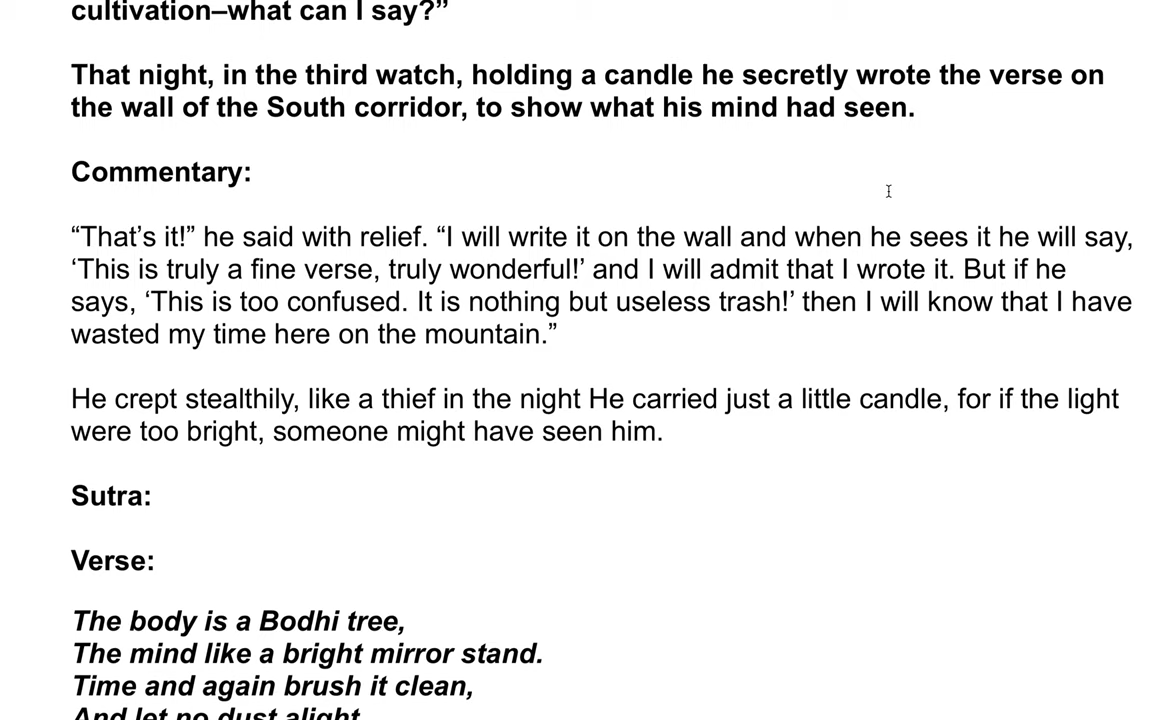 cultivation–what can I say?”
That night, in the third watch, holding a candle he secretly wrote the verse on
the wall of the South corridor, to show what his mind had seen.
Commentary:
“That’s it!” he said with relief. “I will write it on the wall and when he sees it he will say,
‘This is truly a fine verse, truly wonderful!’ and I will admit that I wrote it. But if he
says, ‘This is too confused. It is nothing but useless trash!’ then I will know that I have
wasted my time here on the mountain.”
He crept stealthily, like a thief in the night He carried just a little candle, for if the light
were too bright, someone might have seen him.
Sutra:
Verse:
The body is a Bodhi tree,
The mind like a bright mirror stand.
Time and again brush it clean,
And let no dust alight